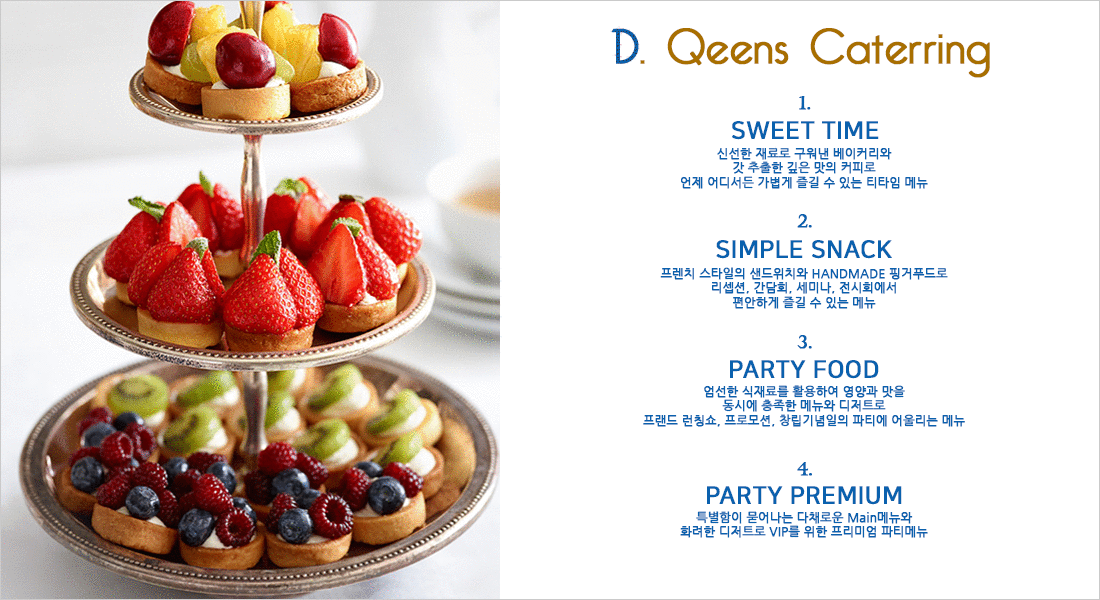 D. Qeens Caterring
1.
SWEET TIME
신선한 재료로 구워낸 베이커리와
갓 추출한 깊은 맛의 커피로
언제 어디서든 가볍게 즐길 수 있는 티타임 메뉴
2.
SIMPLE SNACK
프렌치 스타일의 샌드위치와 HANDMADE 핑거푸드로
리셉션, 간담회, 세미나, 전시회에서
편안하게 즐길 수 있는 메뉴
3.
PARTY FOOD
엄선한 식재료를 활용하여 영양과 맛을
동시에 충족한 메뉴와 디저트로
프랜드 런칭쇼, 프로모션, 창립기념일의 파티에 어울리는 메뉴
4.
PARTY PREMIUM
특별함이 묻어나는 다채로운 Main메뉴와
화려한 디저트로 VIP를 위한 프리미엄 파티메뉴